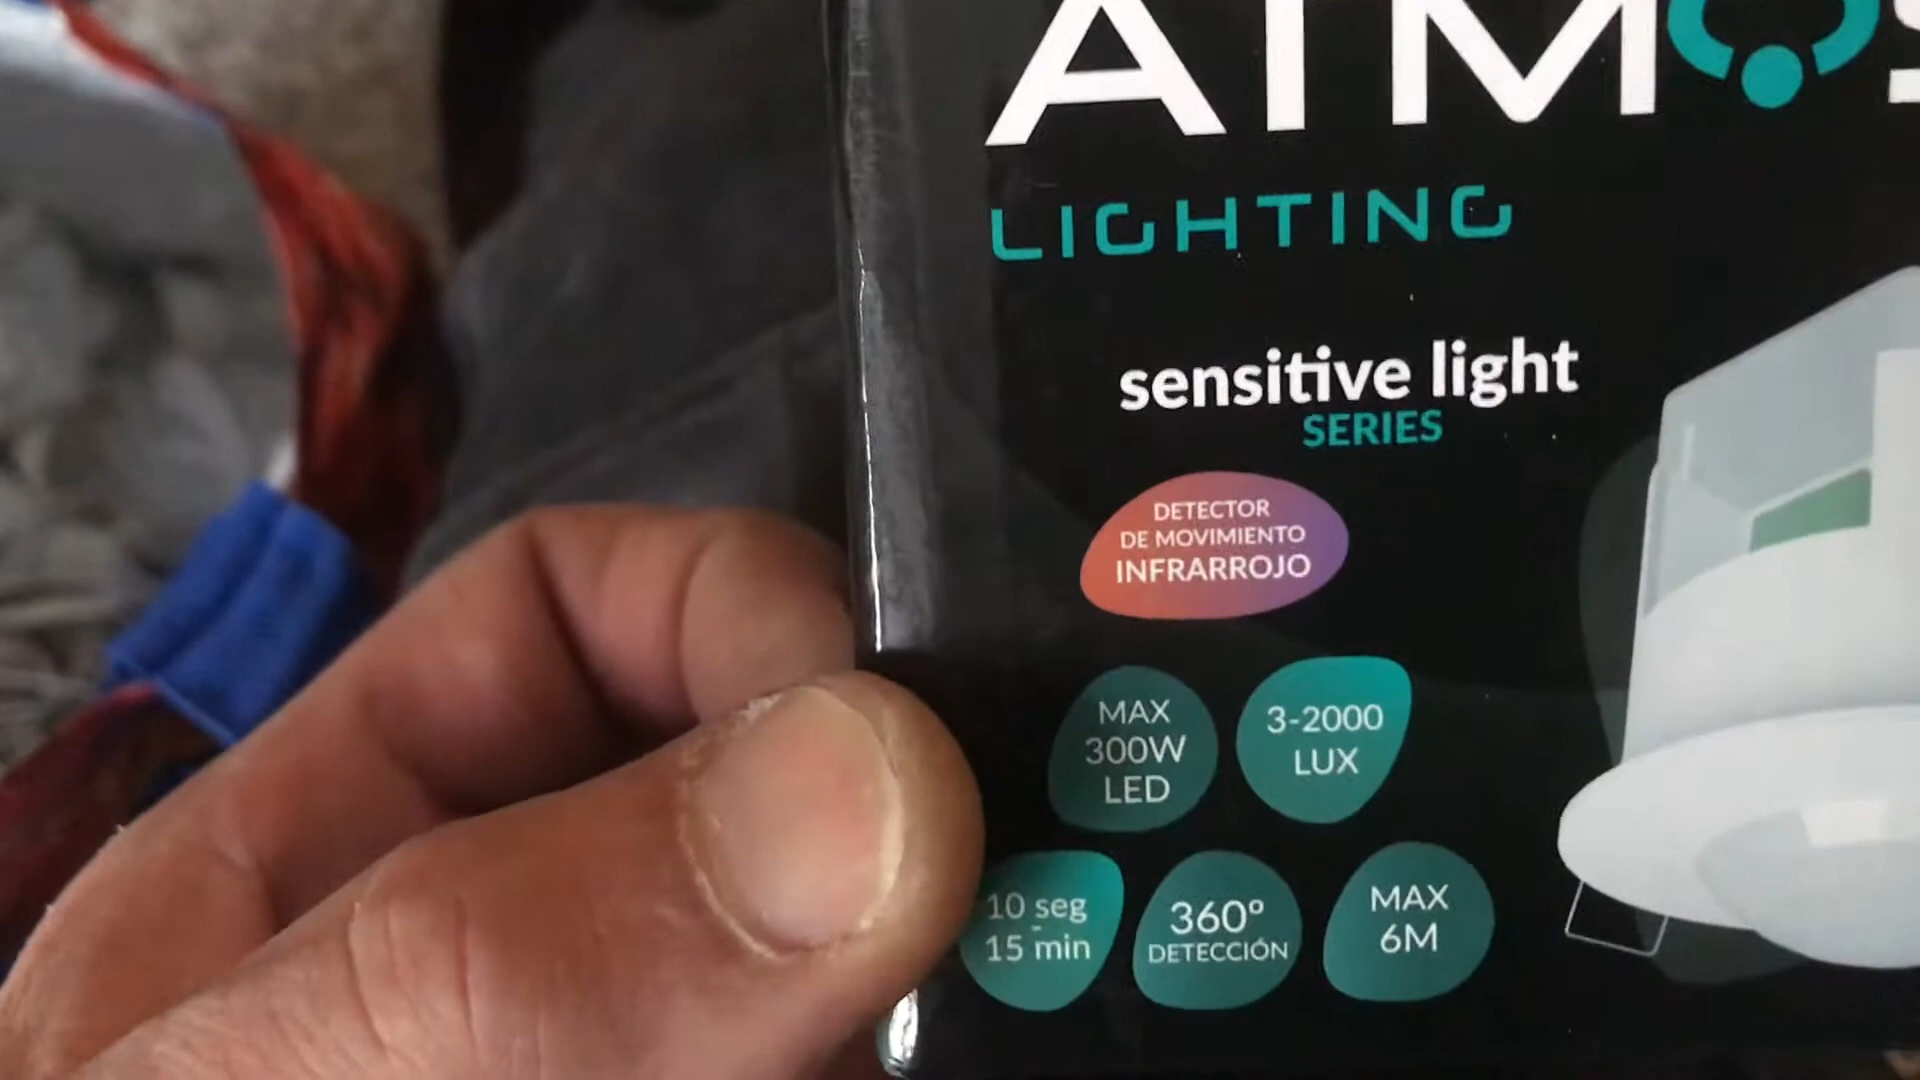 ATMOS
LIGHTING
sensitive light
SERIES
DETECTOR
DE MOVIMIENTO
INFRARROJO
MAX
300W
LED
3-2000
LUX
10 seg
-
15 min
360º
DETECCIÓN
MAX
6M